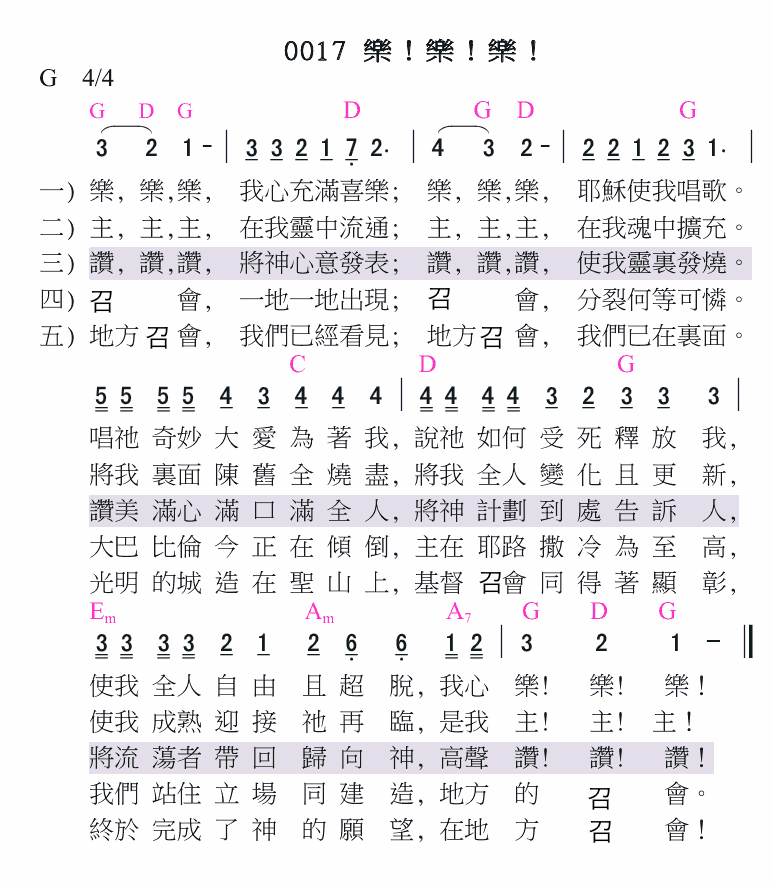 0017 樂！樂！樂！
G 4/4
G D G D G D G
3 2 1 - | 3 3 2 1 7 2· | 4 3 2 - | 2 2 1 2 3 1· |
一) 樂, 樂,樂, 我心充滿喜樂; 樂, 樂,樂, 耶穌使我唱歌。
二) 主, 主,主, 在我靈中流通; 主, 主,主, 在我魂中擴充。
三) 讚, 讚,讚, 將神心意發表; 讚, 讚,讚, 使我靈裏發燒。
四) 召 會, 一地一地出現; 召 會, 分裂何等可憐。
五) 地方召會, 我們已經看見; 地方召會, 我們已在裏面。
C D G
5 5 5 5 4 3 4 4 4 | 4 4 4 4 3 2 3 3 3 |
唱祂 奇妙 大 愛 為 著 我, 說祂 如何 受 死 釋 放 我,
將我 裏面 陳 舊 全 燒 盡, 將我 全人 變 化 且 更 新,
讚美 滿心 滿 口 滿 全 人, 將神 計劃 到 處 告 訴 人,
大巴 比倫 今 正 在 傾 倒, 主在 耶路 撒 冷 為 至 高,
光明 的城 造 在 聖 山 上, 基督 召會 同 得 著 顯 彰,
Em Am A7 G D G
3 3 3 3 2 1 2 6 6 1 2 | 3 2 1 - ‖
使我 全人 自 由 且 超 脫, 我心 樂! 樂! 樂！
使我 成熟 迎 接 祂 再 臨, 是我 主! 主! 主！
將流 蕩者 帶 回 歸 向 神, 高聲 讚! 讚! 讚！
我們 站住 立 場 同 建 造, 地方 的 召 會。
終於 完成 了 神 的 願 望, 在地 方 召 會！